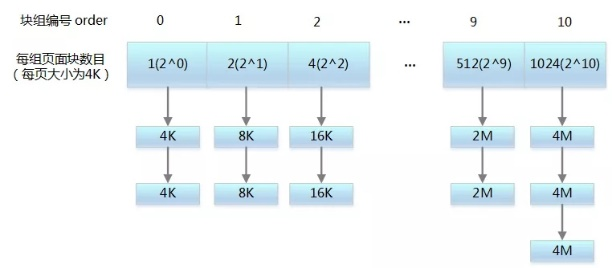 块组编号 order 0 1 2 ... 9 10
每组页面块数目
（每页大小为4K）
1(2^0) 2(2^1) 4(2^2) ... 512(2^9) 1024(2^10)
4K 8K 16K 2M 4M
4K 8K 16K 2M 4M
4M